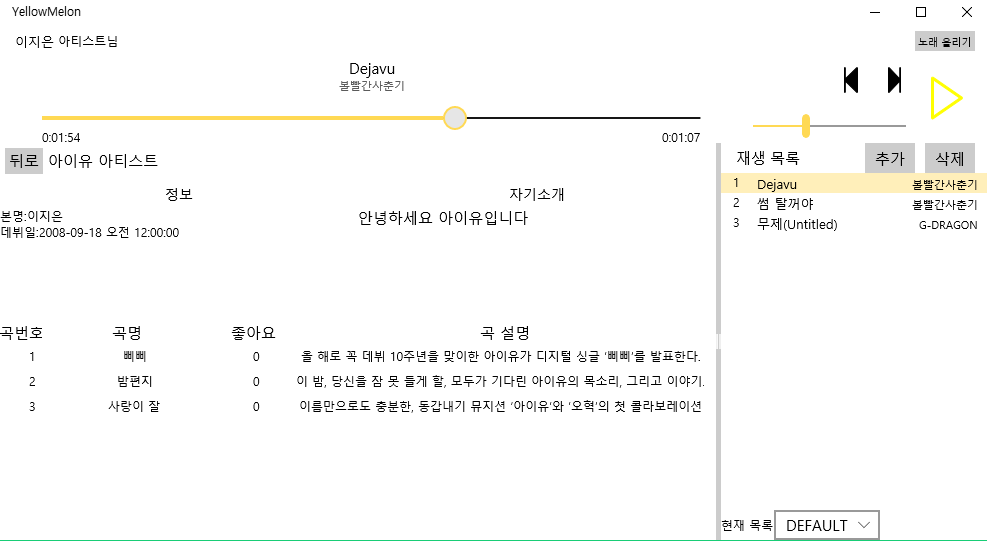 YellowMelon
이지은 아티스트님
노래 올리기
Dejavu
볼빨간사춘기
0:01:54
0:01:07
뒤로 아이유 아티스트
정보
자기소개
본명:이지은
데뷔일:2008-09-18 오전 12:00:00
안녕하세요 아이유입니다
곡번호 곡명 좋아요 곡 설명
1 삐삐 0 올 해로 꼭 데뷔 10주년을 맞이한 아이유가 디지털 싱글 '삐삐'를 발표한다.
2 밤편지 0 이 밤, 당신을 잠 못 들게 할, 모두가 기다린 아이유의 목소리, 그리고 이야기.
3 사랑이 잘 0 이름만으로도 충분한, 동갑내기 뮤지션 '아이유'와 '오혁'의 첫 콜라보레이션
재생 목록 추가 삭제
1 Dejavu 볼빨간사춘기
2 썸 탈꺼야 볼빨간사춘기
3 무제(Untitled) G-DRAGON
현재 목록 DEFAULT